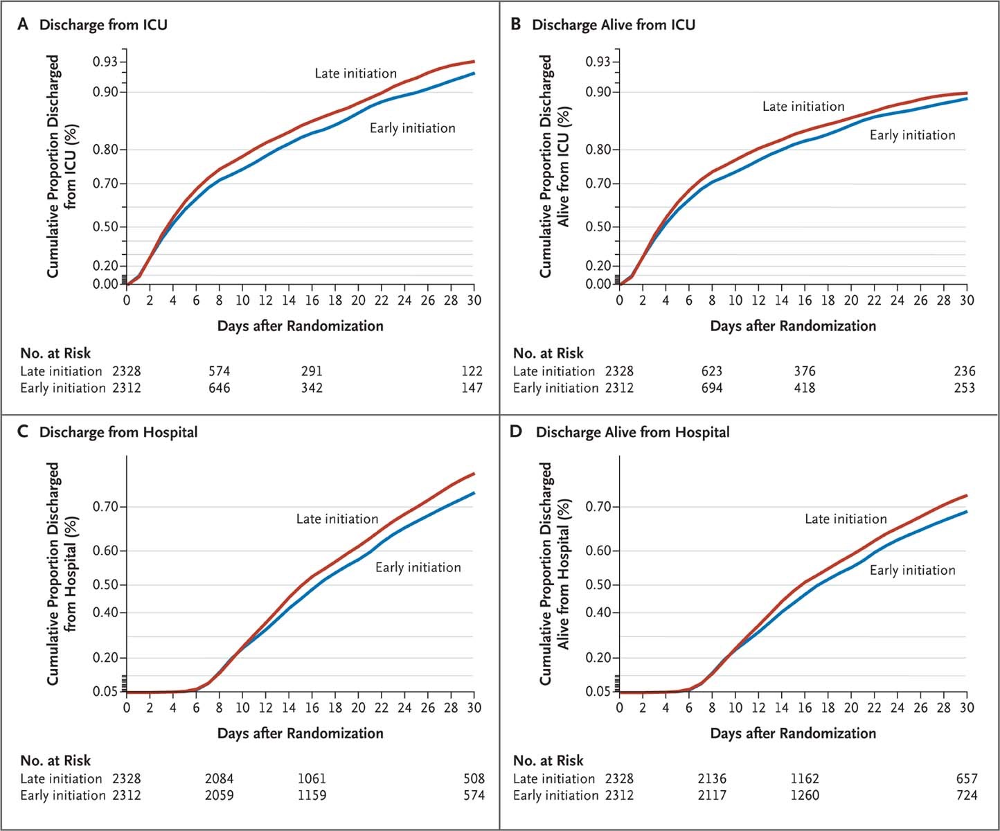 A Discharge from ICU
Cumulative Proportion Discharged
from ICU (%)
0.93
0.90
0.80
0.70
0.50
0.20
0.00
Late initiation
Early initiation
0 2 4 6 8 10 12 14 16 18 20 22 24 26 28 30
Days after Randomization
No. at Risk
Late initiation 2328 574 291 122
Early initiation 2312 646 342 147
B Discharge Alive from ICU
Cumulative Proportion Discharged
Alive from ICU (%)
0.93
0.90
0.80
0.70
0.50
0.20
0.00
Late initiation
Early initiation
0 2 4 6 8 10 12 14 16 18 20 22 24 26 28 30
Days after Randomization
No. at Risk
Late initiation 2328 623 376 236
Early initiation 2312 694 418 253
C Discharge from Hospital
Cumulative Proportion Discharged
from Hospital (%)
0.70
0.60
0.50
0.40
0.20
0.05
Late initiation
Early initiation
0 2 4 6 8 10 12 14 16 18 20 22 24 26 28 30
Days after Randomization
No. at Risk
Late initiation 2328 2084 1061 508
Early initiation 2312 2059 1159 574
D Discharge Alive from Hospital
Cumulative Proportion Discharged
Alive from Hospital (%)
0.70
0.60
0.50
0.40
0.20
0.05
Late initiation
Early initiation
0 2 4 6 8 10 12 14 16 18 20 22 24 26 28 30
Days after Randomization
No. at Risk
Late initiation 2328 2136 1162 657
Early initiation 2312 2117 1260 724